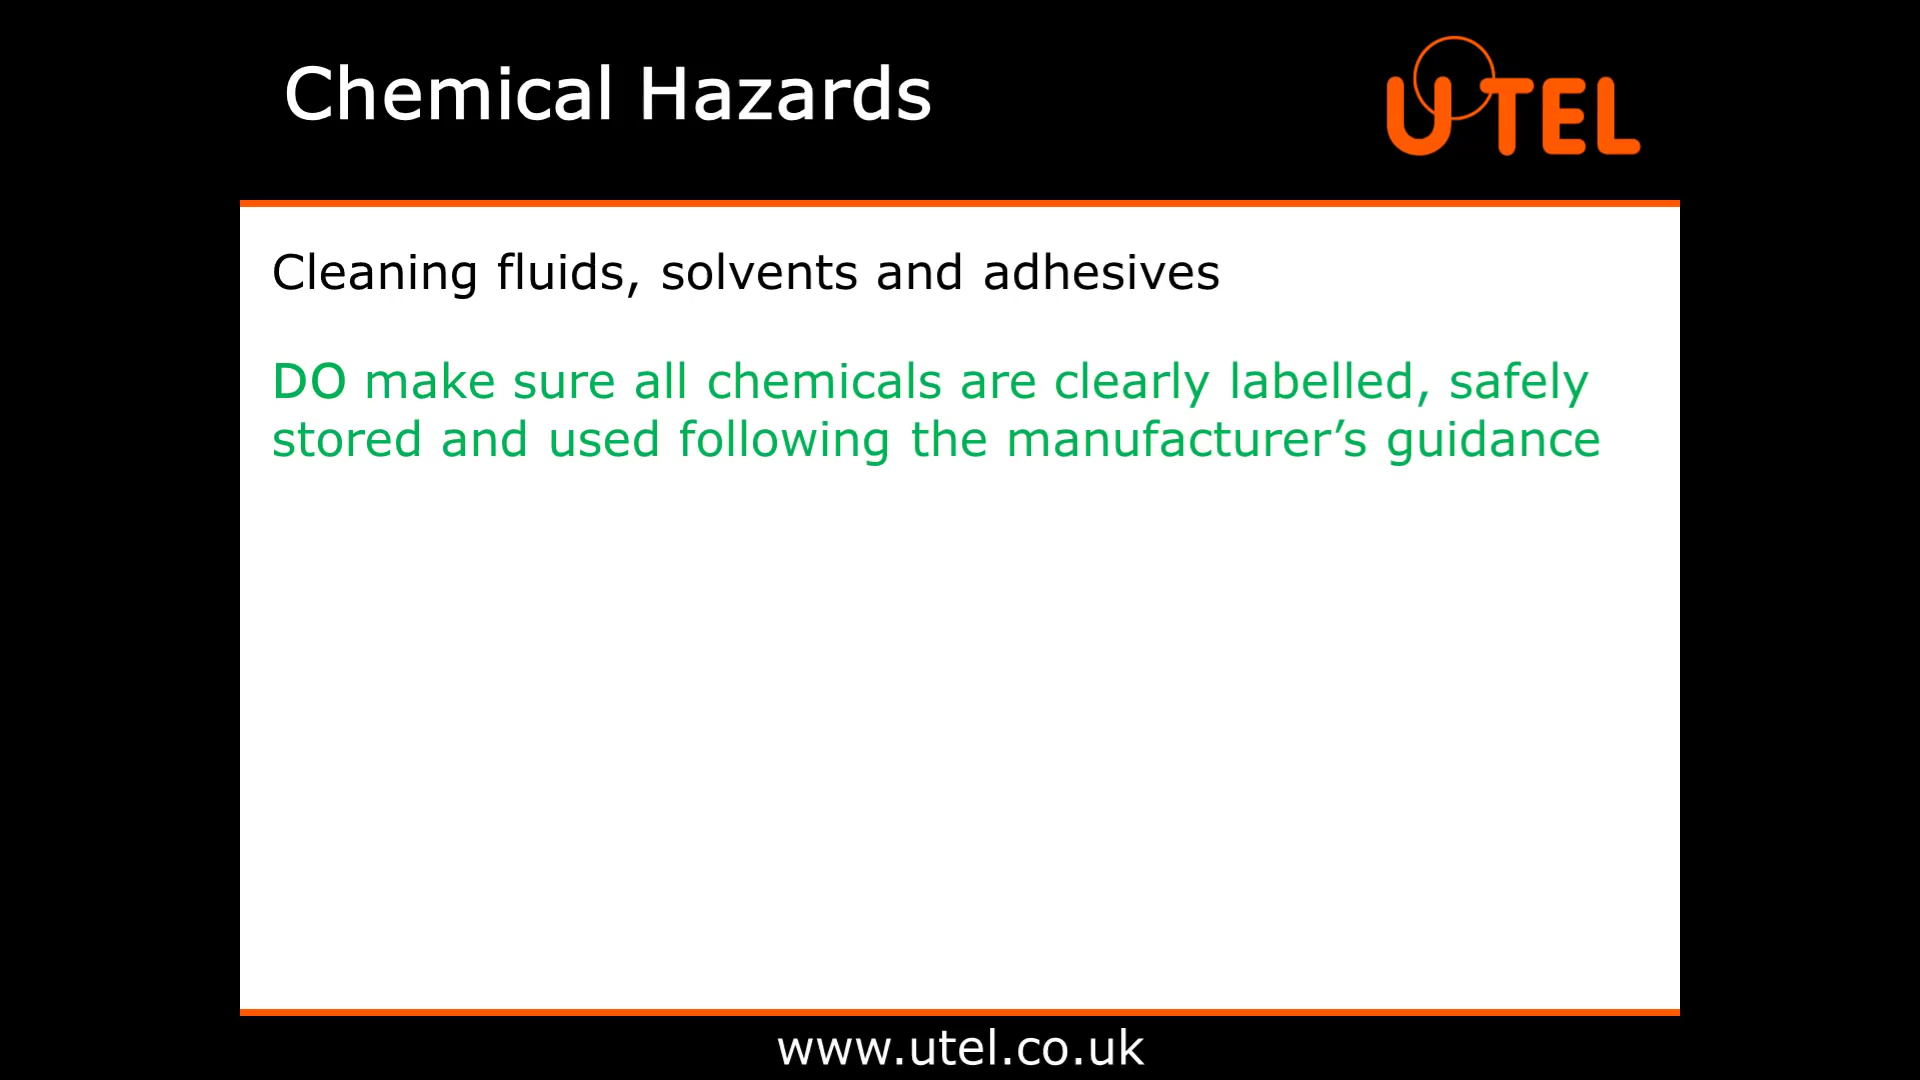 Chemical Hazards
UTEL
Cleaning fluids, solvents and adhesives
DO make sure all chemicals are clearly labelled, safely
stored and used following the manufacturer’s guidance
www.utel.co.uk